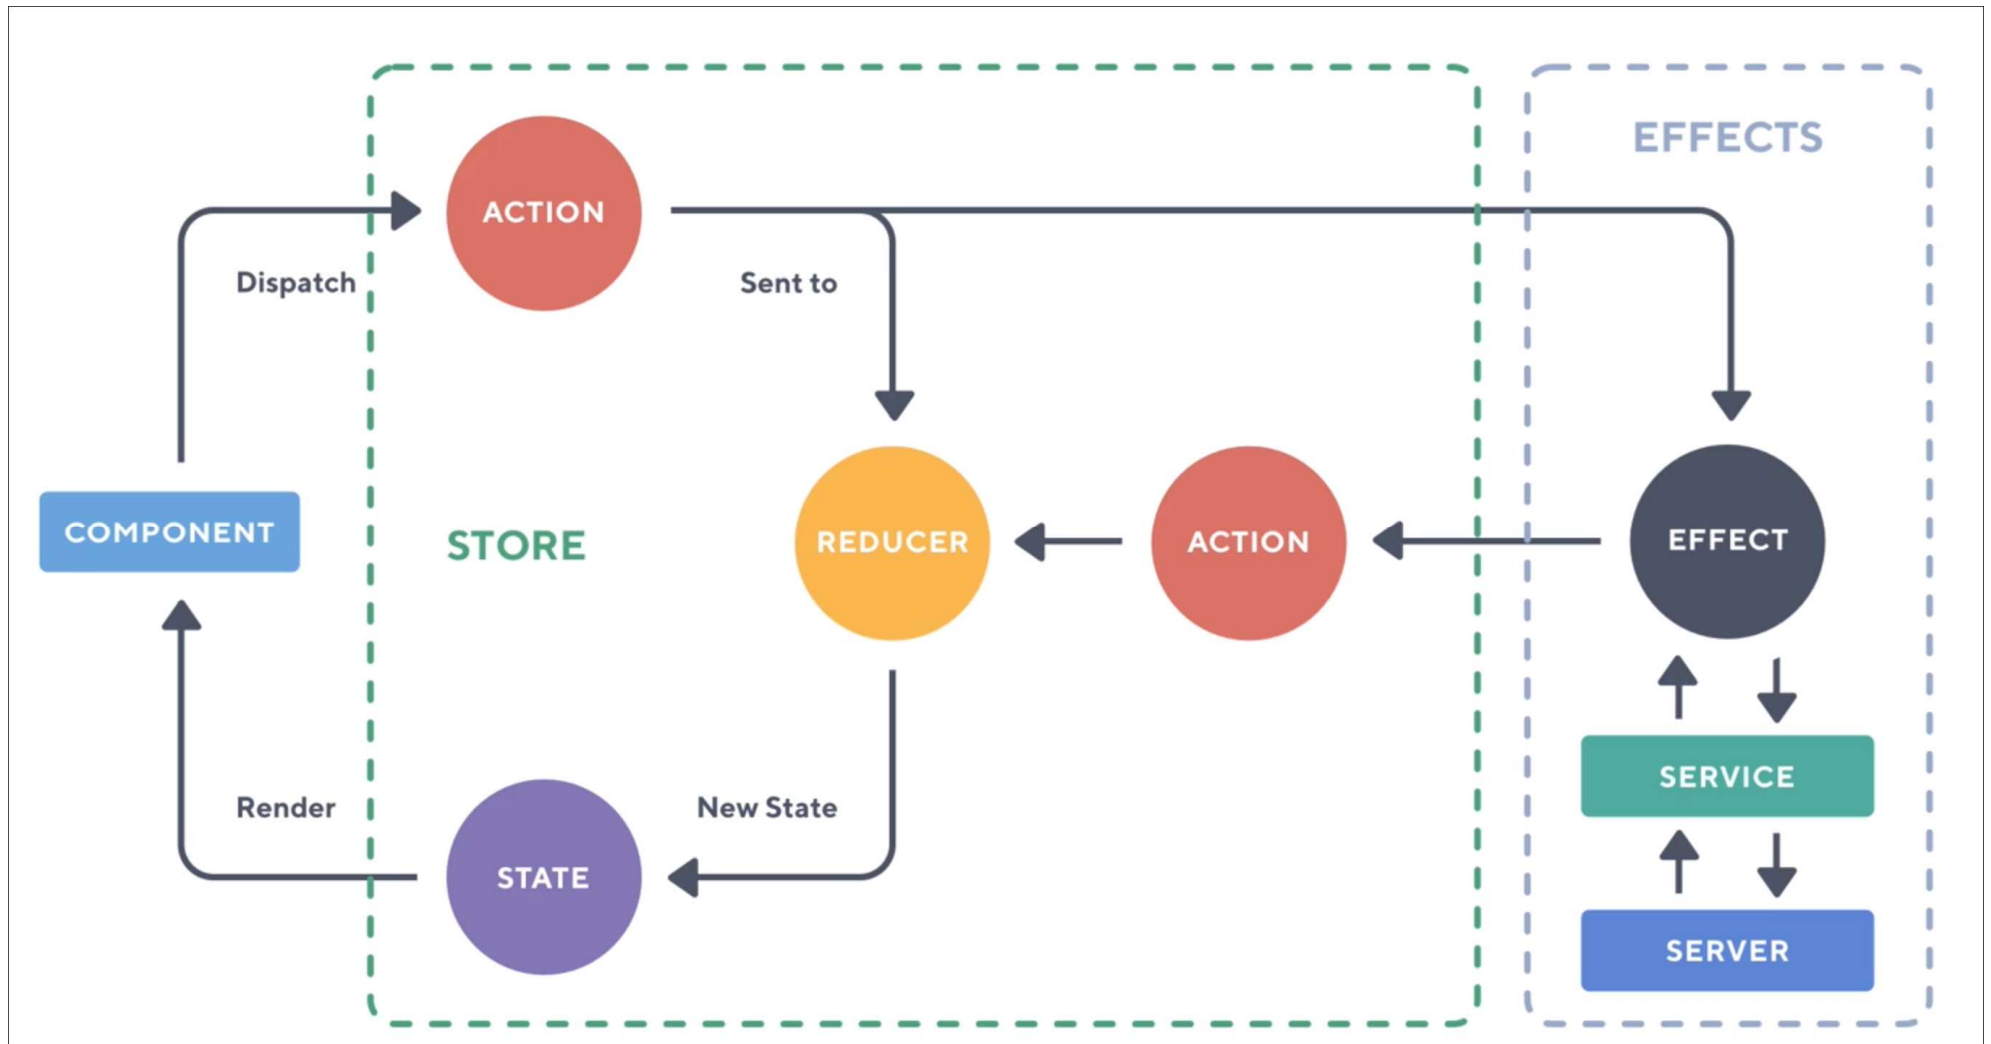 EFFECTS
ACTION
Dispatch
Sent to
COMPONENT
STORE
REDUCER
ACTION
EFFECT
SERVICE
Render
New State
STATE
SERVER